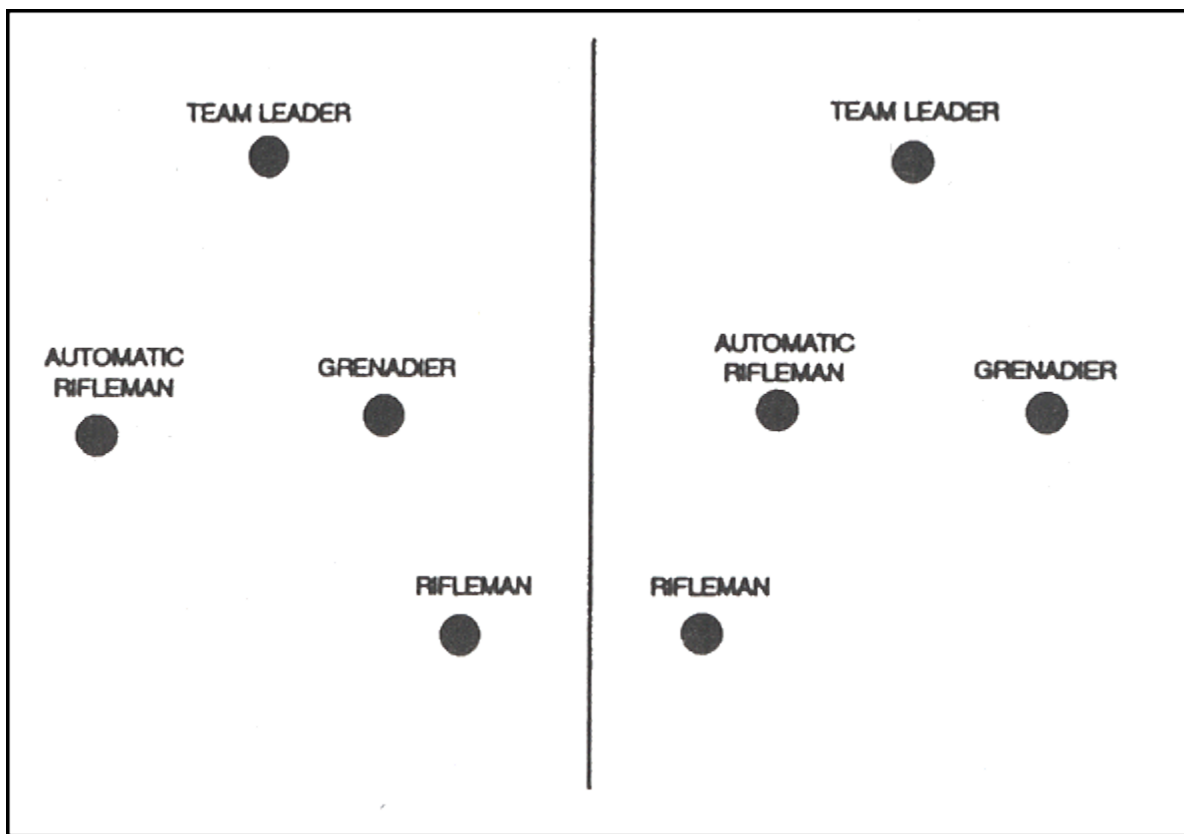 TEAM LEADER
AUTOMATIC
RIFLEMAN
GRENADIER
RIFLEMAN
TEAM LEADER
AUTOMATIC
RIFLEMAN
GRENADIER
RIFLEMAN